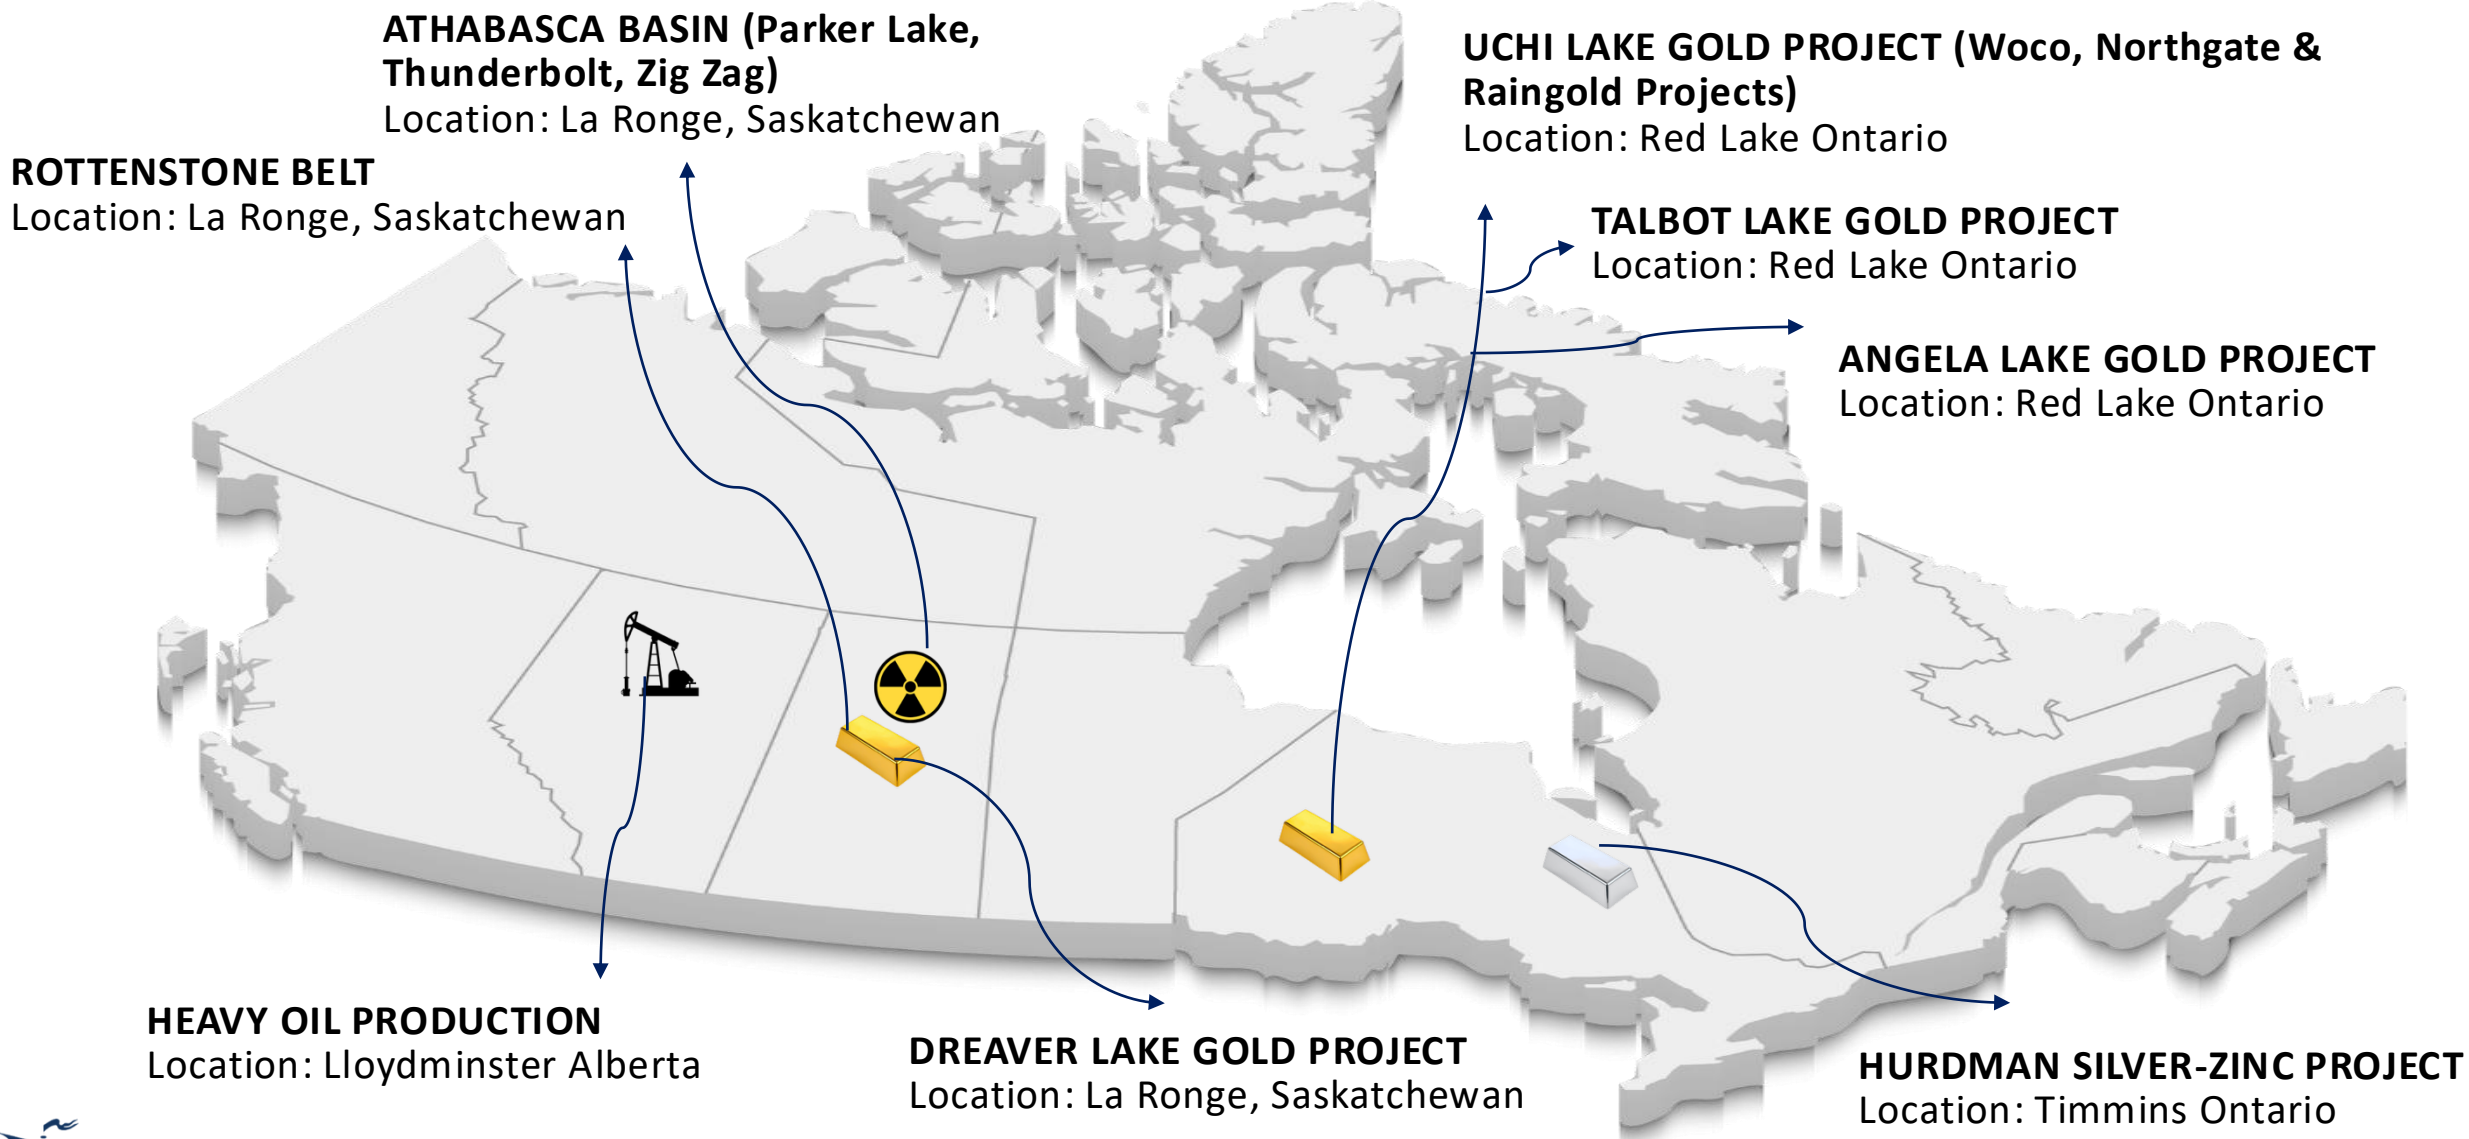 ATHABASCA BASIN (Parker Lake,
Thunderbolt, Zig Zag)
Location: La Ronge, Saskatchewan
UCHI LAKE GOLD PROJECT (Woco, Northgate &
Raingold Projects)
Location: Red Lake Ontario
ROTTENSTONE BELT
Location: La Ronge, Saskatchewan
TALBOT LAKE GOLD PROJECT
Location: Red Lake Ontario
ANGELA LAKE GOLD PROJECT
Location: Red Lake Ontario
HEAVY OIL PRODUCTION
Location: Lloydminster Alberta
DREAVER LAKE GOLD PROJECT
Location: La Ronge, Saskatchewan
HURDMAN SILVER-ZINC PROJECT
Location: Timmins Ontario